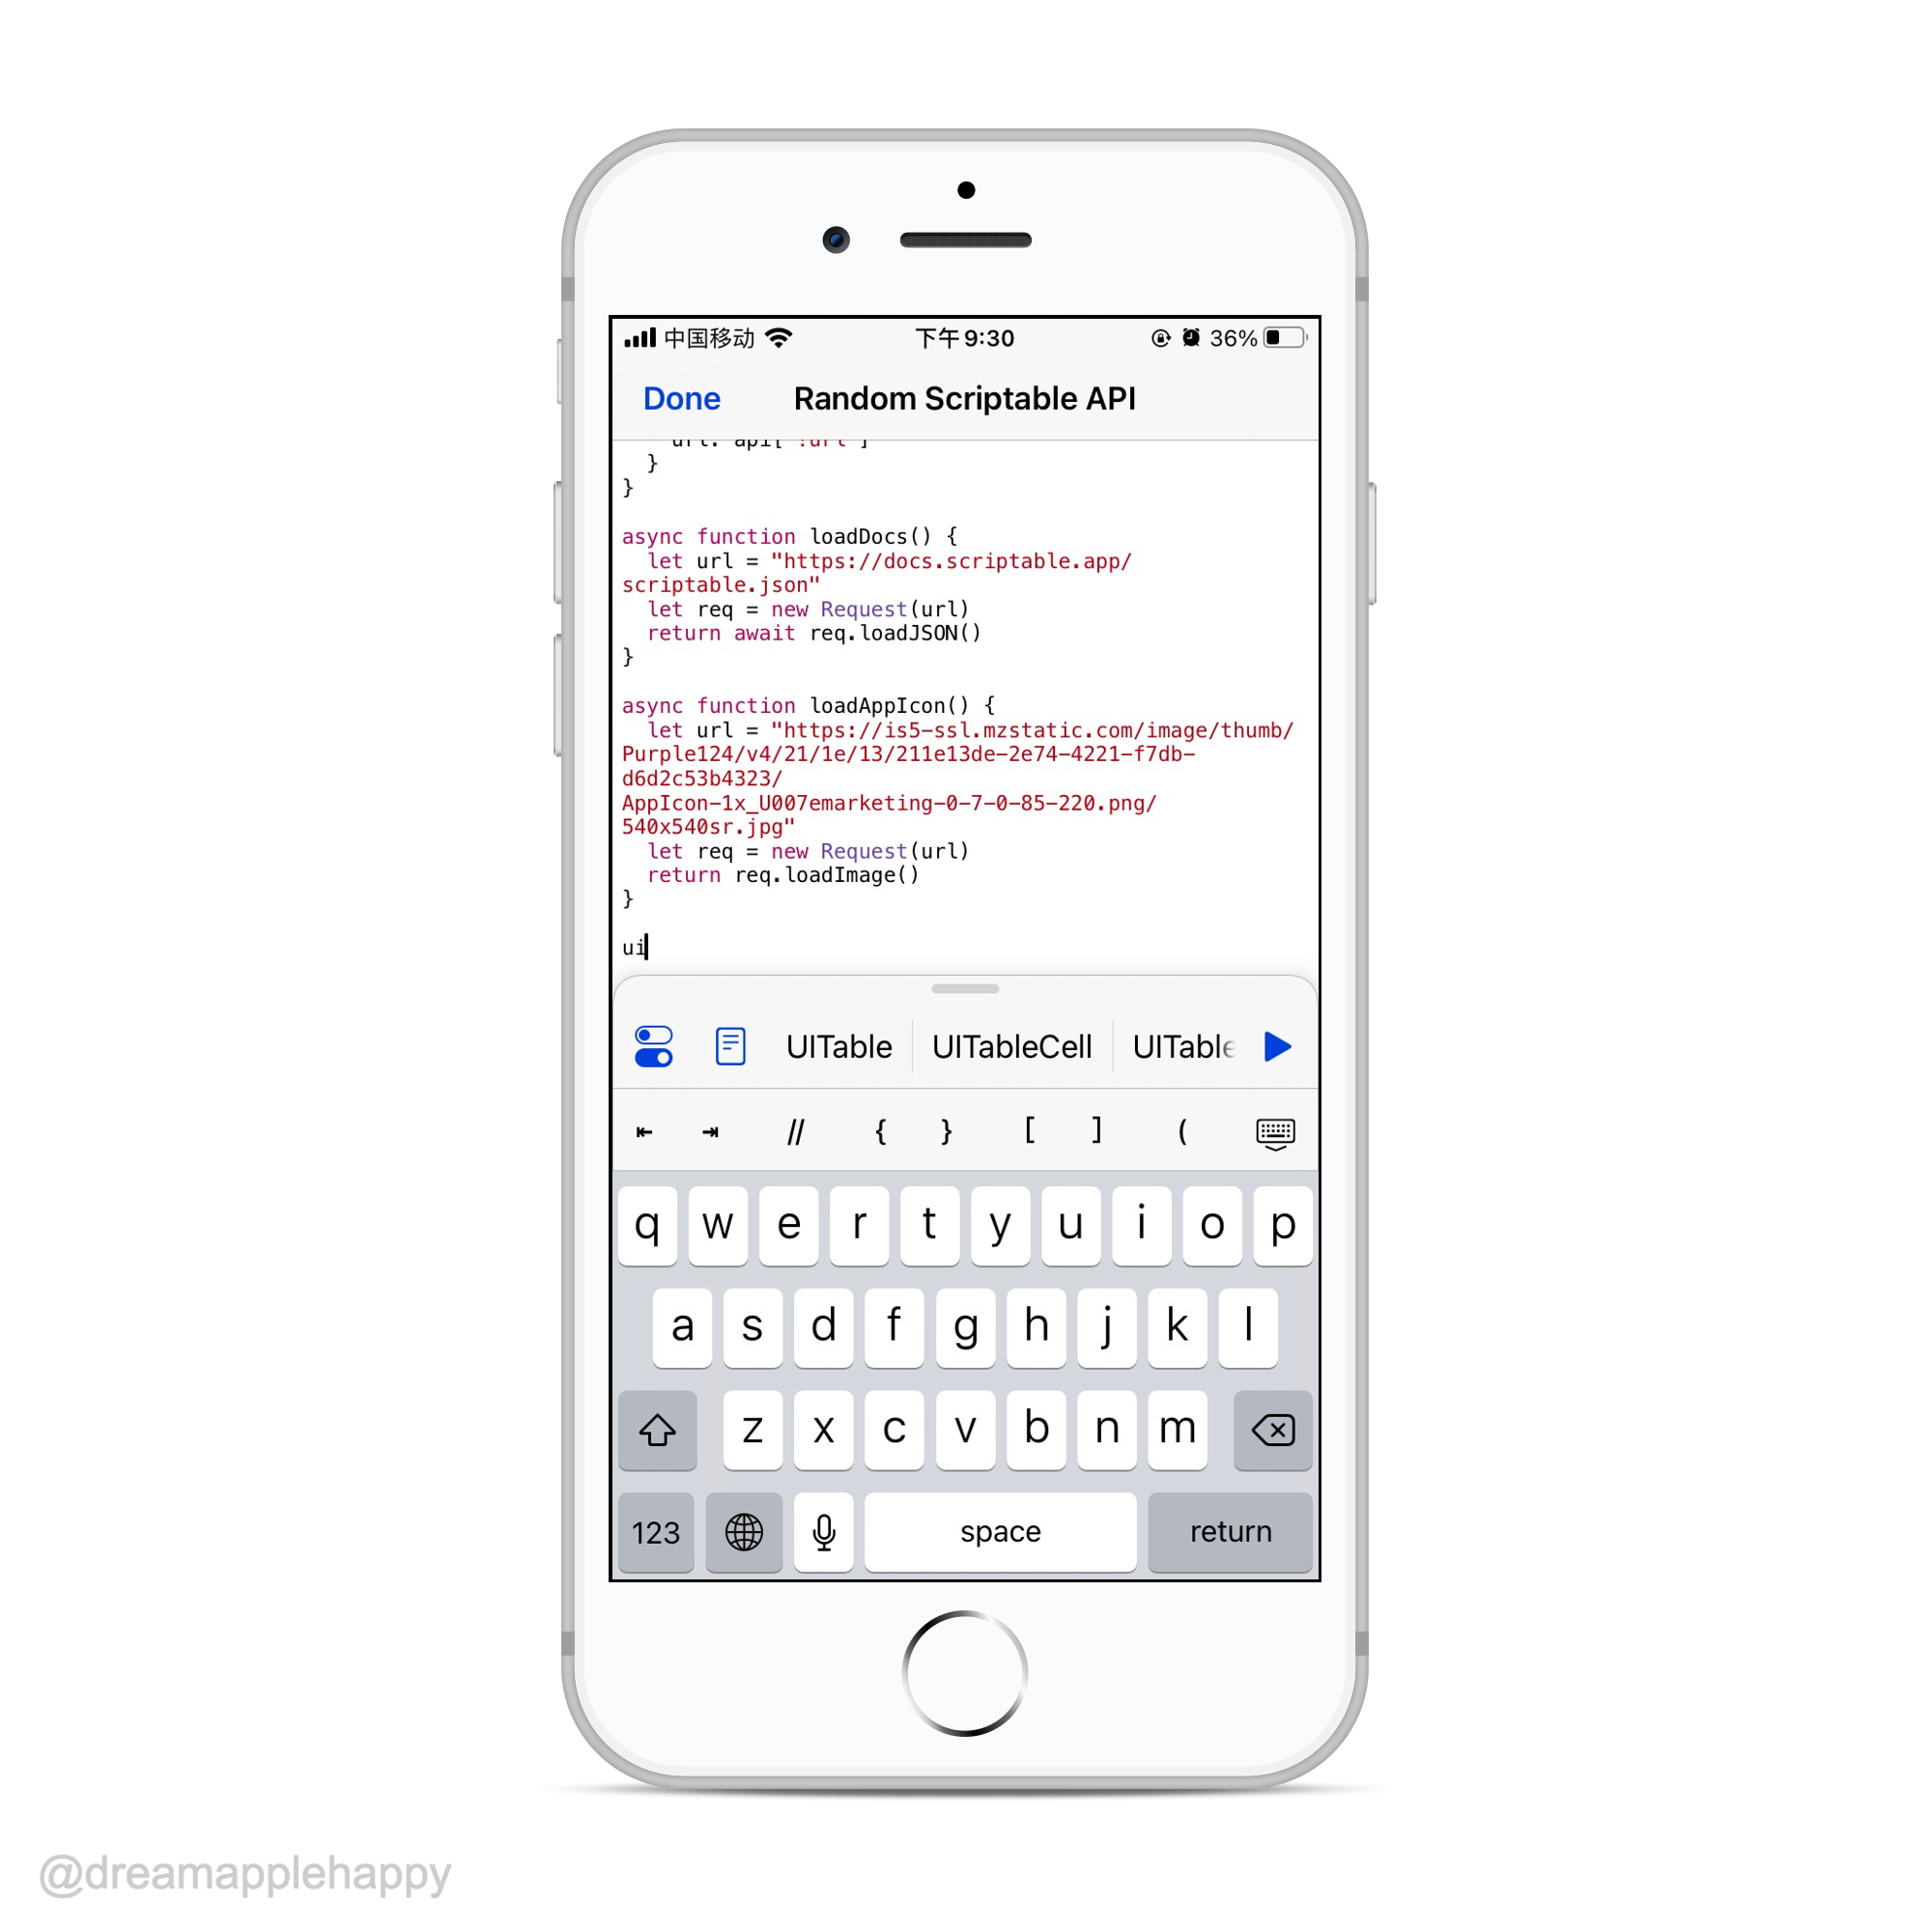 中国移动 下午9:30 36%
Done Random Scriptable API
url: api["!url"]
  }
}
async function loadDocs() {
  let url = "https://docs.scriptable.app/
scriptable.json"
  let req = new Request(url)
  return await req.loadJSON()
}
async function loadAppIcon() {
  let url = "https://is5-ssl.mzstatic.com/image/thumb/
Purple124/v4/21/1e/13/211e13de-2e74-4221-f7db-
d6d2c53b4323/
AppIcon-1x_U007emarketing-0-7-0-85-220.png/
540x540sr.jpg"
  let req = new Request(url)
  return req.loadImage()
}
ui
UITable UITableCell UITable
⇤ ⇥ // { } [ ] (
q w e r t y u i o p
a s d f g h j k l
z x c v b n m
123 space return
@dreamapplehappy